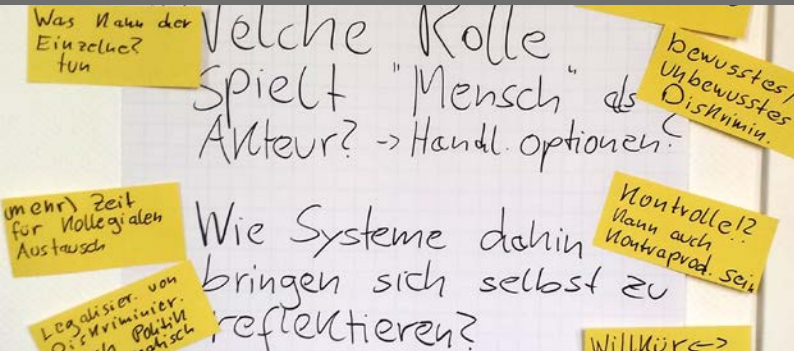 Was kann der
Einzelne?
tun
Welche Rolle
spielt "Mensch" als
Akteur? -> Handl. optionen?
bewusstes/
unbewusstes
Diskrimin.
(mehr) Zeit
für kollegialen
Austausch
Wie Systeme dahin
bringen sich selbst zu
reflektieren?
Kontrolle!?
Kann auch
kontraprod. sein
Legalisier. von
Diskriminier.
Politik
Willkür <->